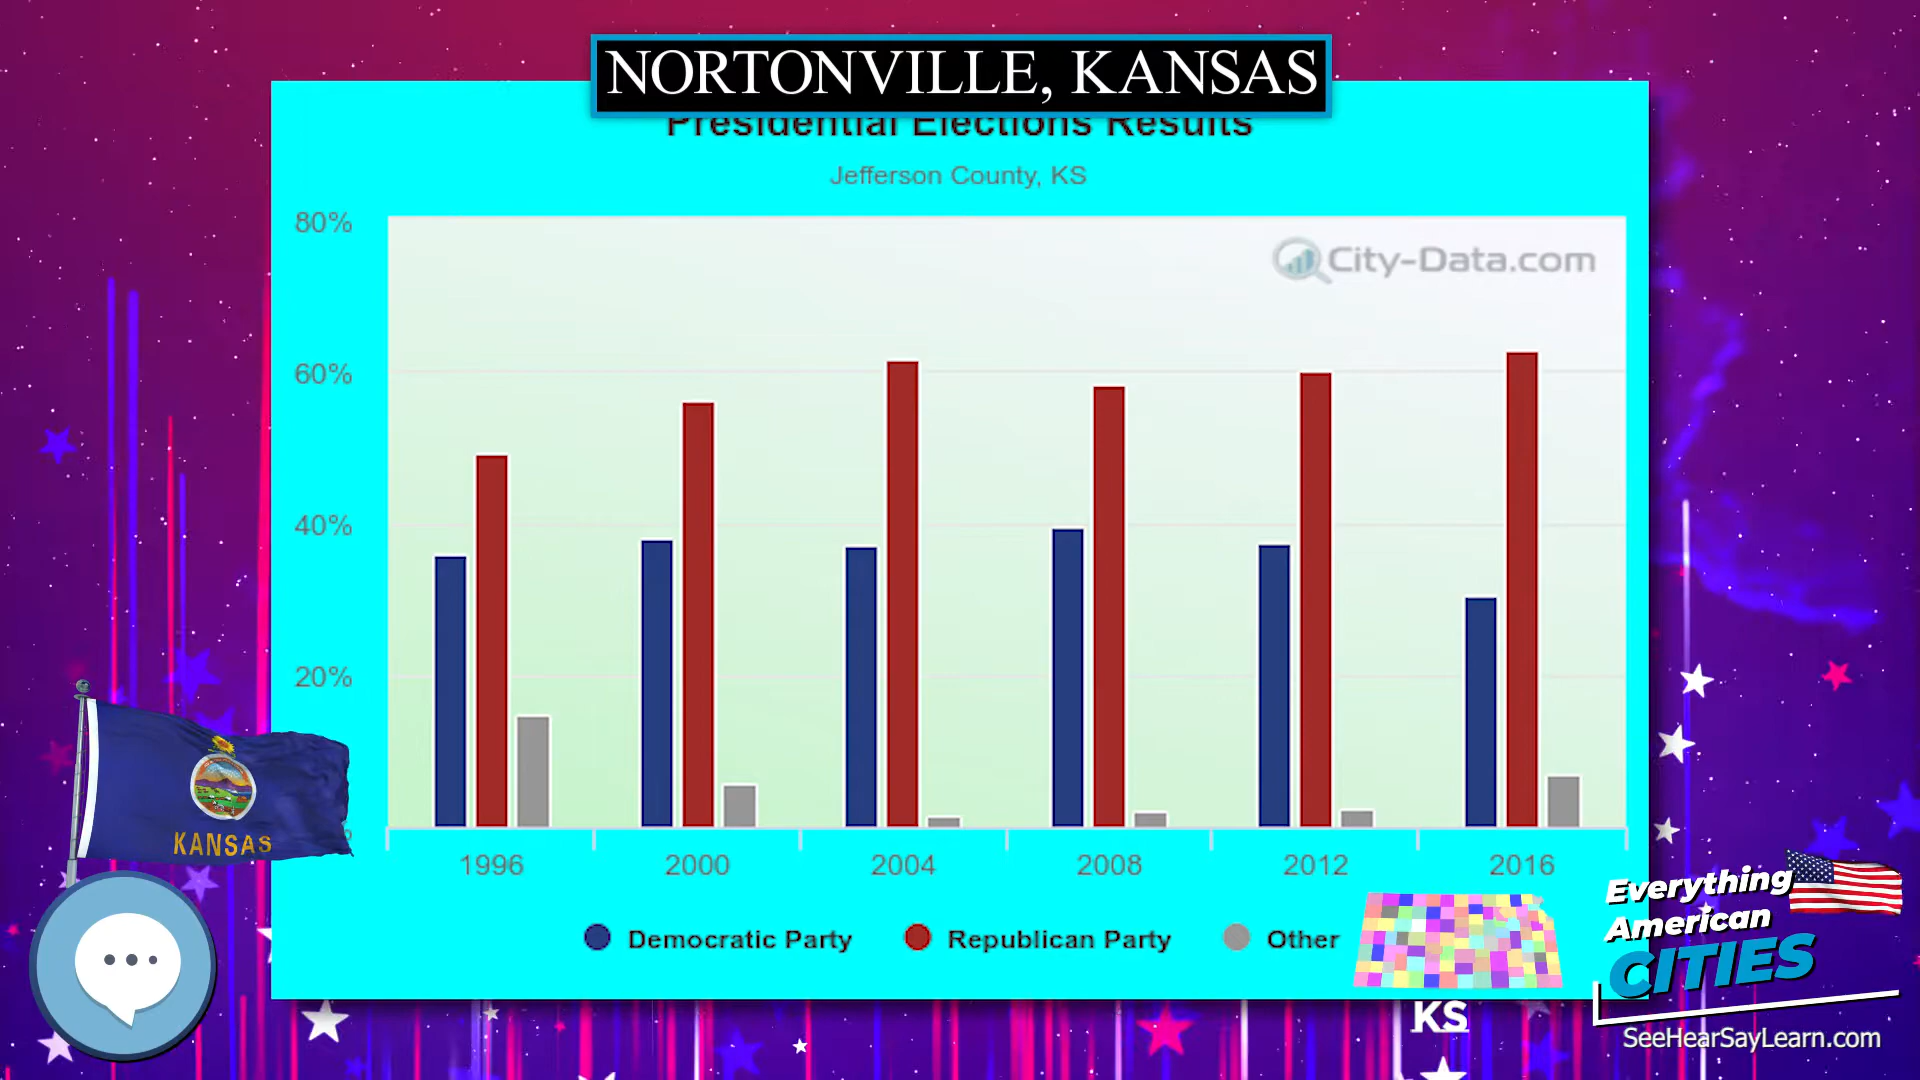 NORTONVILLE, KANSAS
Presidential Elections Results
Jefferson County, KS
80%
City-Data.com
60%
40%
20%
KANSAS
1996 2000 2004 2008 2012 2016
Democratic Party Republican Party Other
Everything
American
CITIES
KS
SeeHearSayLearn.com